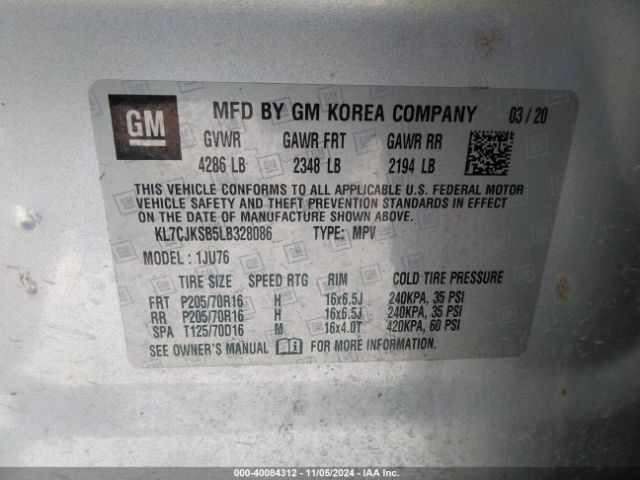 GM MFD BY GM KOREA COMPANY 03 / 20
GVWR GAWR FRT GAWR RR
4286 LB 2348 LB 2194 LB
THIS VEHICLE CONFORMS TO ALL APPLICABLE U.S. FEDERAL MOTOR
VEHICLE SAFETY AND THEFT PREVENTION STANDARDS IN EFFECT
ON THE DATE OF MANUFACTURE SHOWN ABOVE.
KL7CJKSB5LB328086 TYPE: MPV
MODEL : 1JU76
TIRE SIZE SPEED RTG RIM COLD TIRE PRESSURE
FRT P205/70R16 H 16x6.5J 240KPA, 35 PSI
RR P205/70R16 H 16x6.5J 240KPA, 35 PSI
SPA T125/70D16 M 16x4.0T 420KPA, 60 PSI
SEE OWNER'S MANUAL FOR MORE INFORMATION.
000-40084312 - 11/05/2024 - IAA Inc.